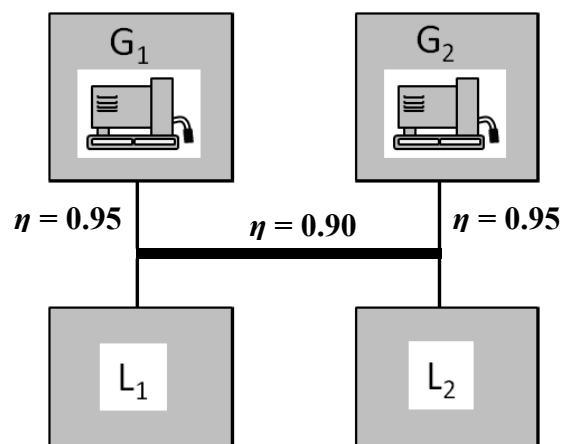 G₁
G₂
η = 0.95
η = 0.90
η = 0.95
L₁
L₂